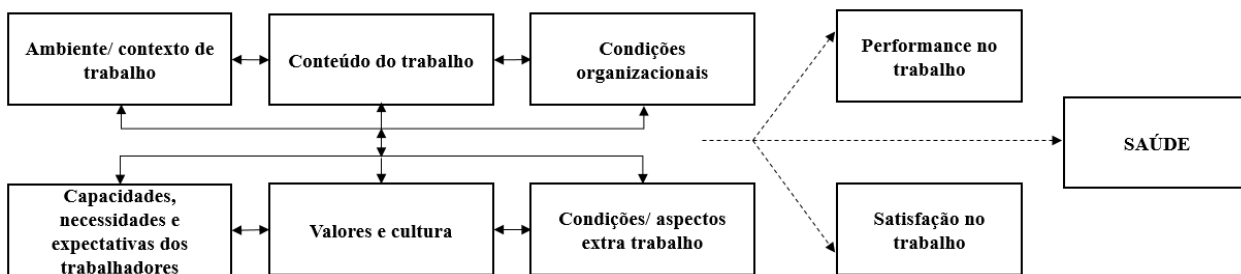 Ambiente/ contexto de
trabalho
Conteúdo do trabalho
Condições
organizacionais
Performance no
trabalho
SAÚDE
Capacidades,
necessidades e
expectativas dos
trabalhadores
Valores e cultura
Condições/ aspectos
extra trabalho
Satisfação no
trabalho